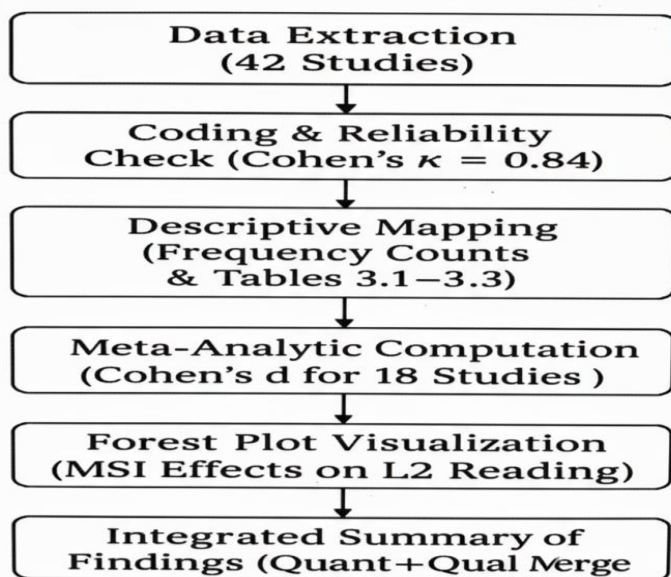 Data Extraction
(42 Studies)
Coding & Reliability
Check (Cohen's κ = 0.84)
Descriptive Mapping
(Frequency Counts
& Tables 3.1–3.3)
Meta-Analytic Computation
(Cohen's d for 18 Studies )
Forest Plot Visualization
(MSI Effects on L2 Reading)
Integrated Summary of
Findings (Quant+Qual Merge